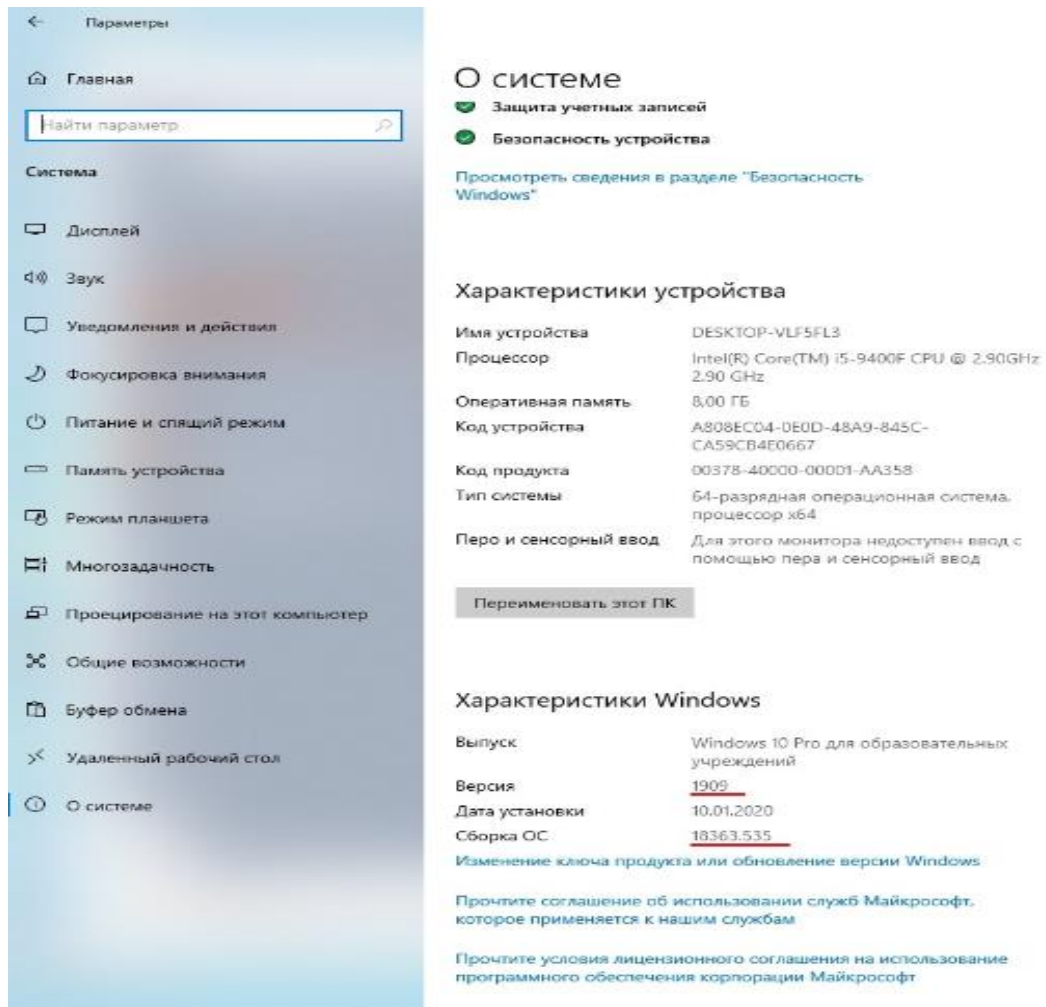 Параметры
Главная
Найти параметр
Система
Дисплей
Звук
Уведомления и действия
Фокусировка внимания
Питание и спящий режим
Память устройства
Режим планшета
Многозадачность
Проецирование на этот компьютер
Общие возможности
Буфер обмена
Удаленный рабочий стол
О системе
О системе
Защита учетных записей
Безопасность устройства
Просмотреть сведения в разделе "Безопасность
Windows"
Характеристики устройства
Имя устройства DESKTOP-VLF5FL3
Процессор Intel(R) Core(TM) i5-9400F CPU @ 2.90GHz
2.90 GHz
Оперативная память 8,00 ГБ
Код устройства A808EC04-0E0D-48A9-845C-
CA59CB4E0667
Код продукта 00378-40000-00001-AA358
Тип системы 64-разрядная операционная система,
процессор x64
Перо и сенсорный ввод Для этого монитора недоступен ввод с
помощью пера и сенсорный ввод
Переименовать этот ПК
Характеристики Windows
Выпуск Windows 10 Pro для образовательных
учреждений
Версия 1909
Дата установки 10.01.2020
Сборка ОС 18363.535
Изменение ключа продукта или обновление версии Windows
Прочтите соглашение об использовании служб Майкрософт,
которое применяется к нашим службам
Прочтите условия лицензионного соглашения на использование
программного обеспечения корпорации Майкрософт